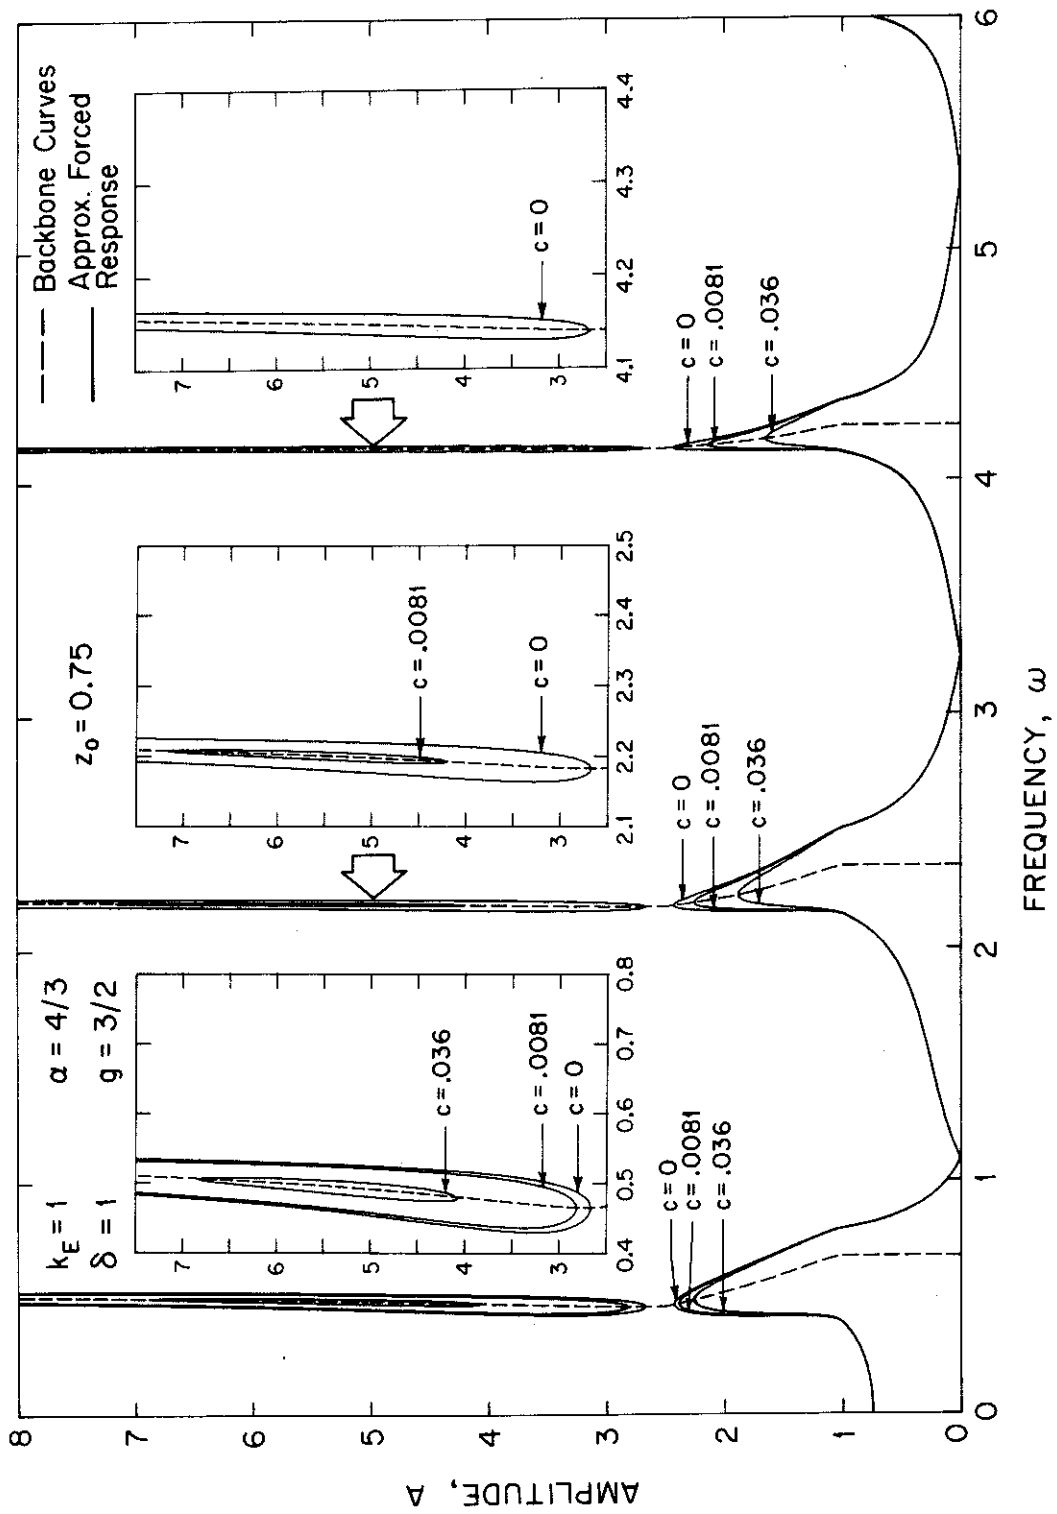 k_E = 1 α = 4/3
δ = 1 g = 3/2
z_0 = 0.75
Backbone Curves
Approx. Forced
Response
7
6
5
4
3
0.4
0.5
0.6
0.7
0.8
c = .036
c = .0081
c = 0
7
6
5
4
3
2.1
2.2
2.3
2.4
2.5
c = .0081
c = 0
7
6
5
4
3
4.1
4.2
4.3
4.4
c = 0
c = 0
c = .0081
c = .036
c = 0
c = .0081
c = .036
c = 0
c = .0081
c = .036
8
7
6
5
4
3
2
1
0
AMPLITUDE, A
0
1
2
3
4
5
6
FREQUENCY, ω